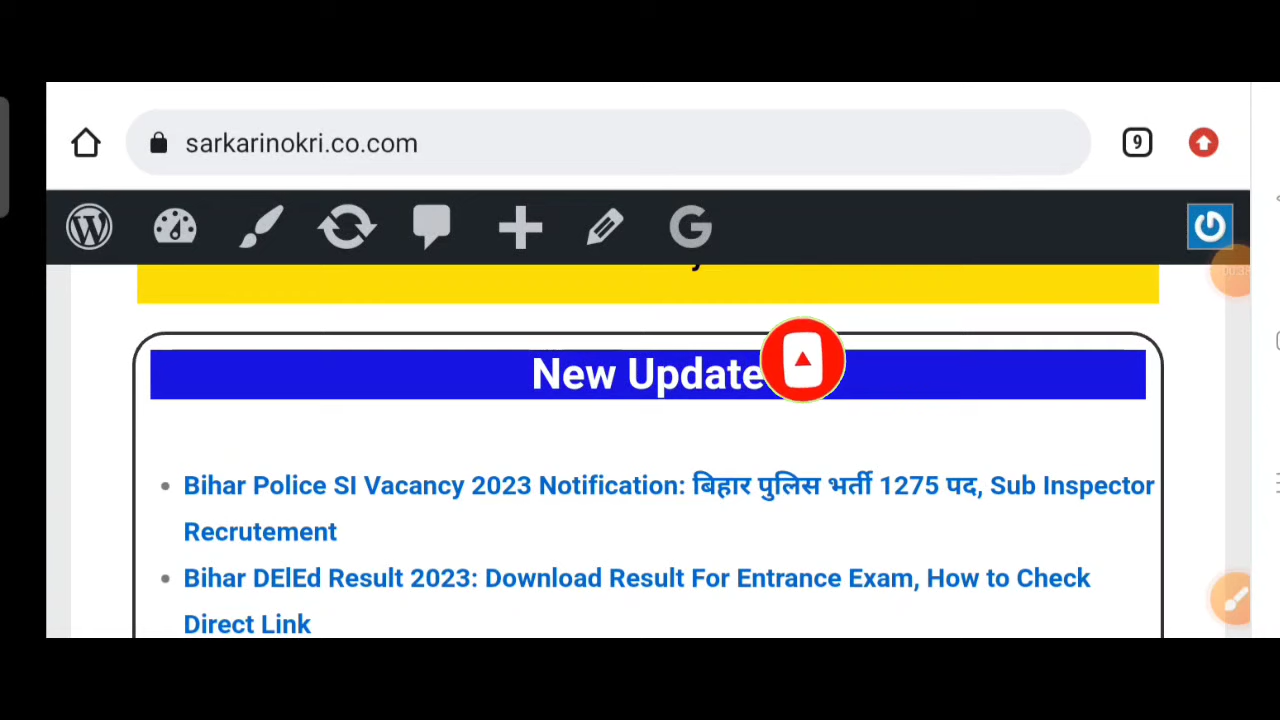 sarkarinokri.co.com
9
New Update
Bihar Police SI Vacancy 2023 Notification: बिहार पुलिस भर्ती 1275 पद, Sub Inspector
Recrutement
Bihar DElEd Result 2023: Download Result For Entrance Exam, How to Check
Direct Link